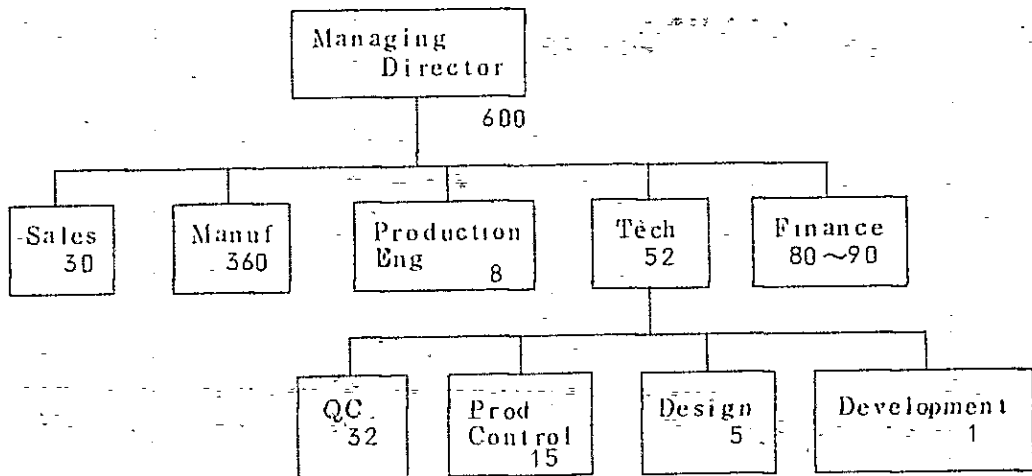 Managing
Director
600
Sales
30
Manuf
360
Production
Eng
8
Tech
52
Finance
80~90
QC
32
Prod
Control
15
Design
5
Development
1